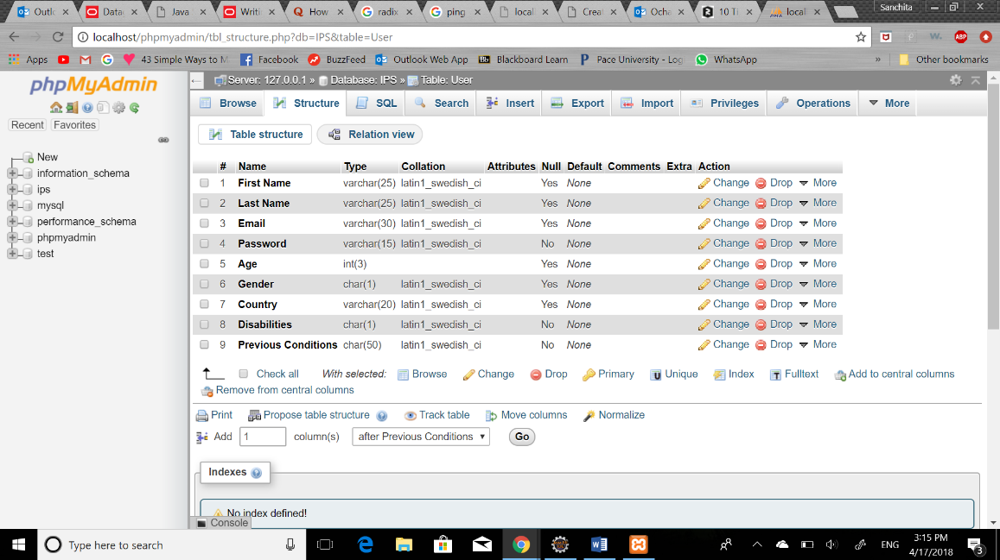 Outl Data Java Writi How radix ping local Creat Ocha 10 Ti local Sanchita
localhost/phpmyadmin/tbl_structure.php?db=IPS&table=User
Apps 43 Simple Ways to M Facebook BuzzFeed Outlook Web App Blackboard Learn Pace University - Log WhatsApp » Other bookmarks
phpMyAdmin
Recent Favorites
New
information_schema
ips
mysql
performance_schema
phpmyadmin
test
Server: 127.0.0.1 » Database: IPS » Table: User
Browse Structure SQL Search Insert Export Import Privileges Operations More
Table structure Relation view
# Name Type Collation Attributes Null Default Comments Extra Action
1 First Name varchar(25) latin1_swedish_ci Yes None Change Drop More
2 Last Name varchar(25) latin1_swedish_ci Yes None Change Drop More
3 Email varchar(30) latin1_swedish_ci Yes None Change Drop More
4 Password varchar(15) latin1_swedish_ci No None Change Drop More
5 Age int(3) Yes None Change Drop More
6 Gender char(1) latin1_swedish_ci Yes None Change Drop More
7 Country varchar(20) latin1_swedish_ci Yes None Change Drop More
8 Disabilities char(1) latin1_swedish_ci No None Change Drop More
9 Previous Conditions char(50) latin1_swedish_ci No None Change Drop More
Check all With selected: Browse Change Drop Primary Unique Index Fulltext Add to central columns
Remove from central columns
Print Propose table structure Track table Move columns Normalize
Add 1 column(s) after Previous Conditions Go
Indexes
No index defined!
Console
Type here to search ENG 3:15 PM
4/17/2018 3